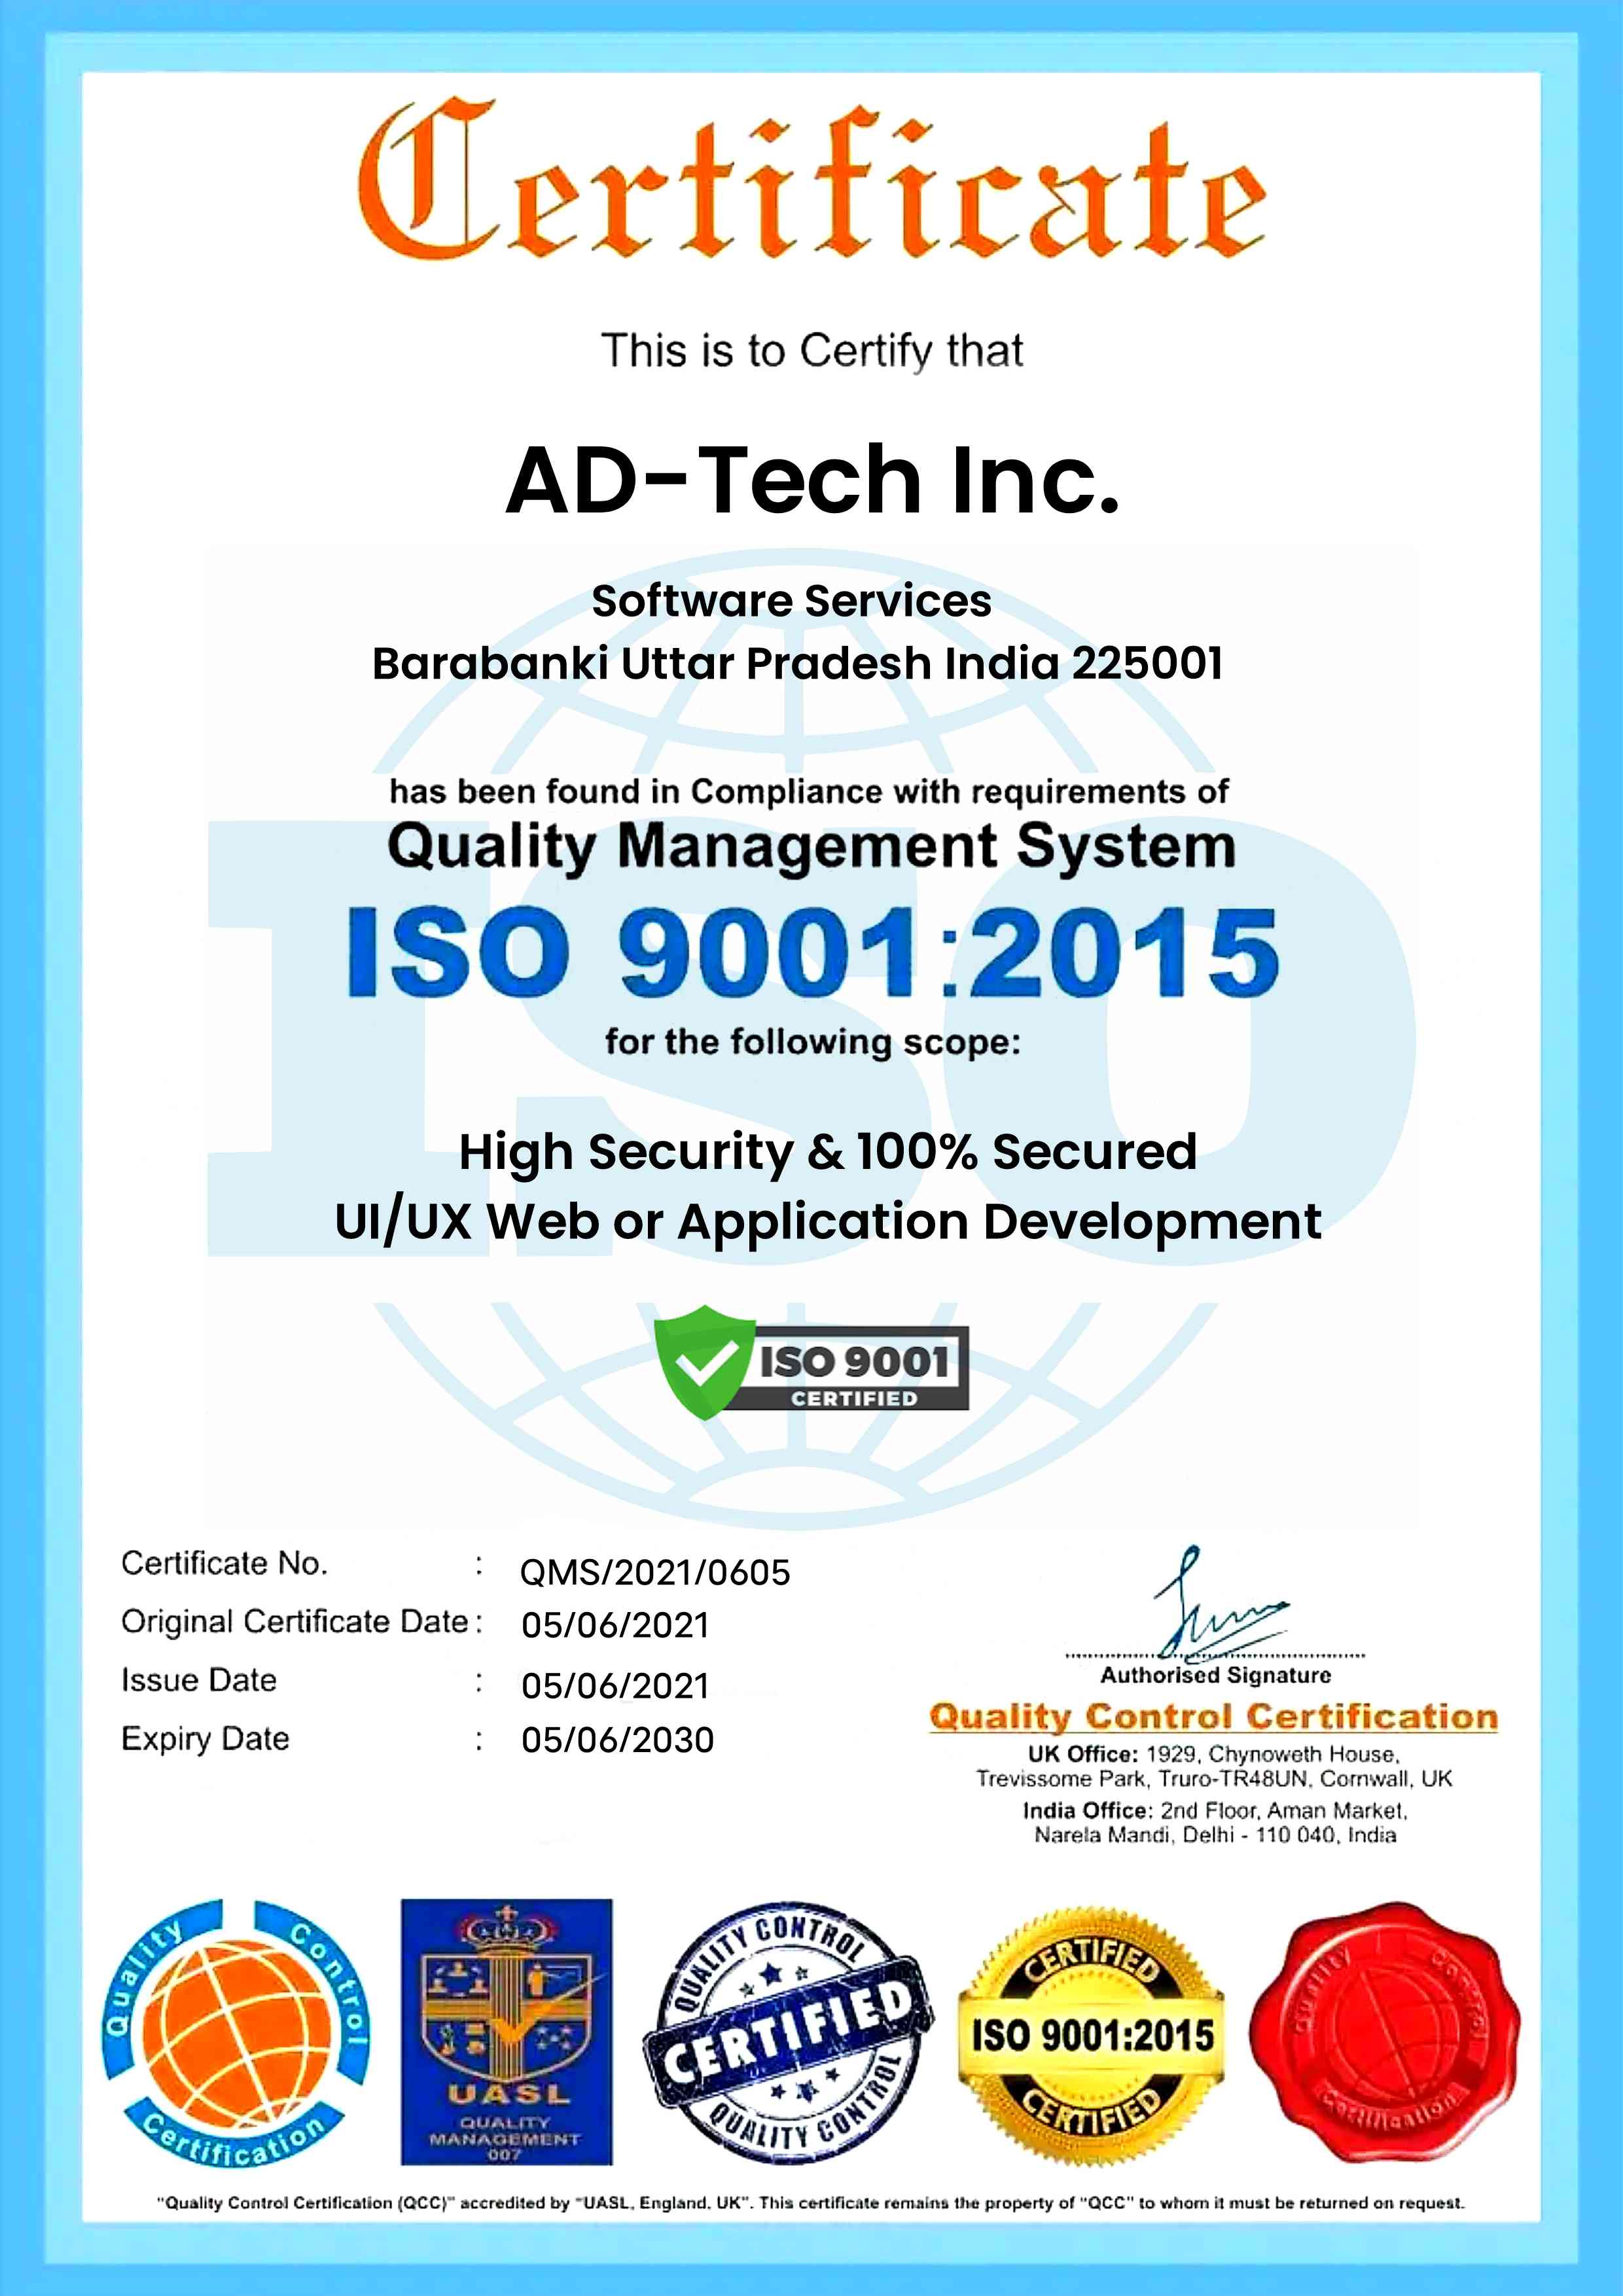 Certificate
This is to Certify that
AD-Tech Inc.
Software Services
Barabanki Uttar Pradesh India 225001
has been found in Compliance with requirements of
Quality Management System
ISO 9001:2015
for the following scope:
High Security & 100% Secured
UI/UX Web or Application Development
ISO 9001
CERTIFIED
ISO
Certificate No. : QMS/2021/0605
Original Certificate Date : 05/06/2021
Issue Date : 05/06/2021
Expiry Date : 05/06/2030
Authorised Signature
Quality Control Certification
UK Office: 1929, Chynoweth House,
Trevissome Park, Truro-TR48UN, Cornwall, UK
India Office: 2nd Floor, Aman Market,
Narela Mandi, Delhi - 110 040, India
Quality Control
Certification
UASL
QUALITY
MANAGEMENT
007
QUALITY CONTROL
CERTIFIED
QUALITY CONTROL
CERTIFIED
ISO 9001:2015
CERTIFIED
Quality Control
Certification
"Quality Control Certification (QCC)" accredited by "UASL, England, UK". This certificate remains the property of "QCC" to whom it must be returned on request.